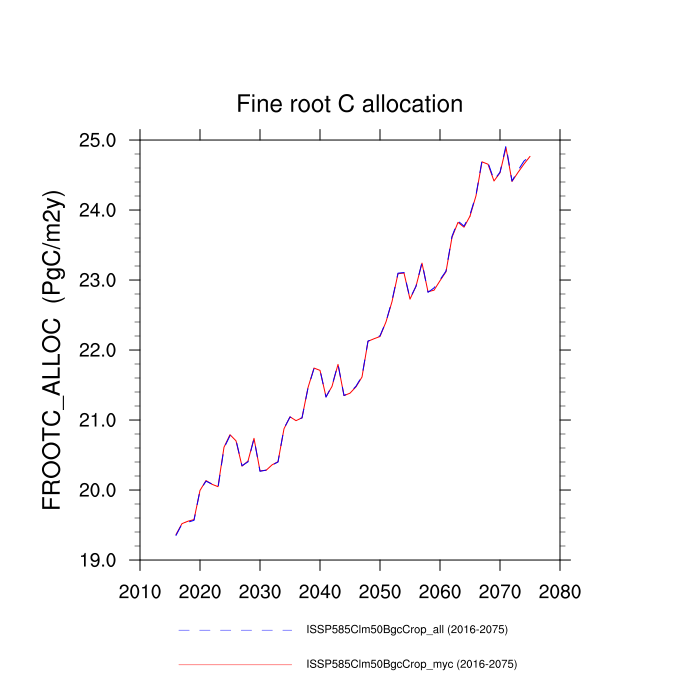 Fine root C allocation
FROOTC_ALLOC (PgC/m2y)
25.0
24.0
23.0
22.0
21.0
20.0
19.0
2010 2020 2030 2040 2050 2060 2070 2080
ISSP585Clm50BgcCrop_all (2016-2075)
ISSP585Clm50BgcCrop_myc (2016-2075)